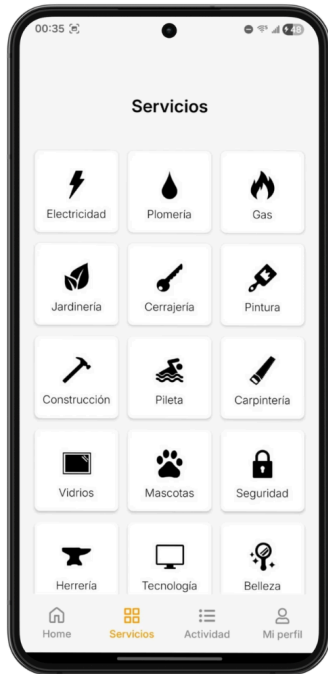 00:35 48
Servicios
Electricidad Plomería Gas
Jardinería Cerrajería Pintura
Construcción Pileta Carpintería
Vidrios Mascotas Seguridad
Herrería Tecnología Belleza
Home Servicios Actividad Mi perfil